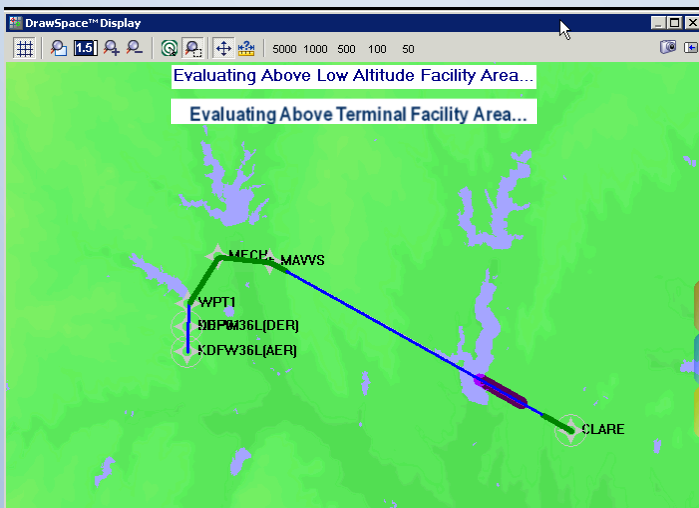 DrawSpace™ Display
1.5 5000 1000 500 100 50
Evaluating Above Low Altitude Facility Area...
Evaluating Above Terminal Facility Area...
MAVVS
WPT1
KDFW36L(AER)
CLARE